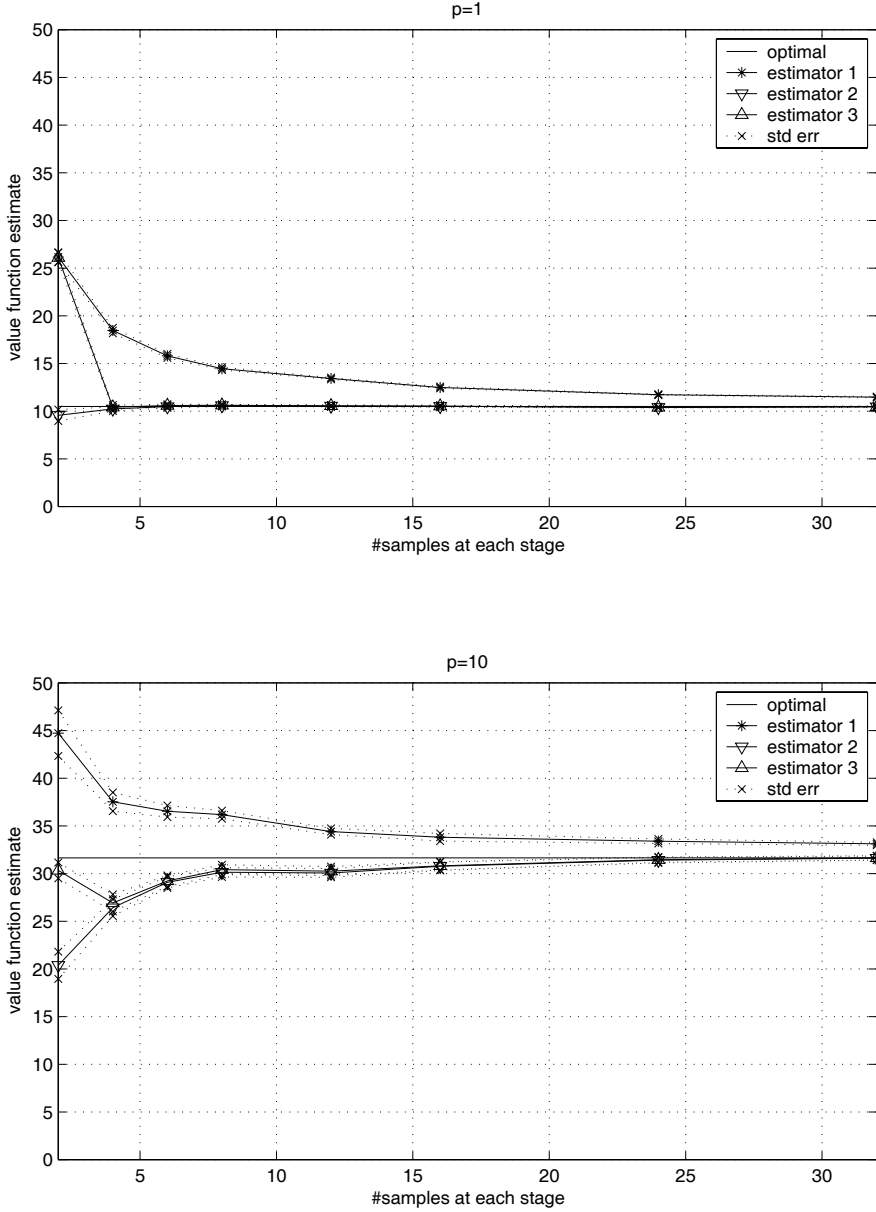 p=1
50
45
40
35
30
25
20
15
10
5
0
value function estimate
optimal
estimator 1
estimator 2
estimator 3
std err
5
10
15
20
25
30
#samples at each stage
p=10
50
45
40
35
30
25
20
15
10
5
0
value function estimate
optimal
estimator 1
estimator 2
estimator 3
std err
5
10
15
20
25
30
#samples at each stage